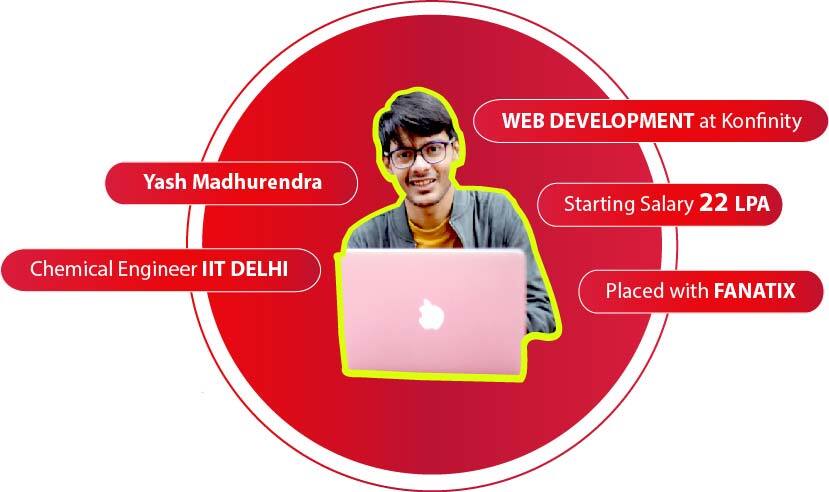 WEB DEVELOPMENT at Konfinity
Yash Madhurendra
Starting Salary 22 LPA
Chemical Engineer IIT DELHI
Placed with FANATIX